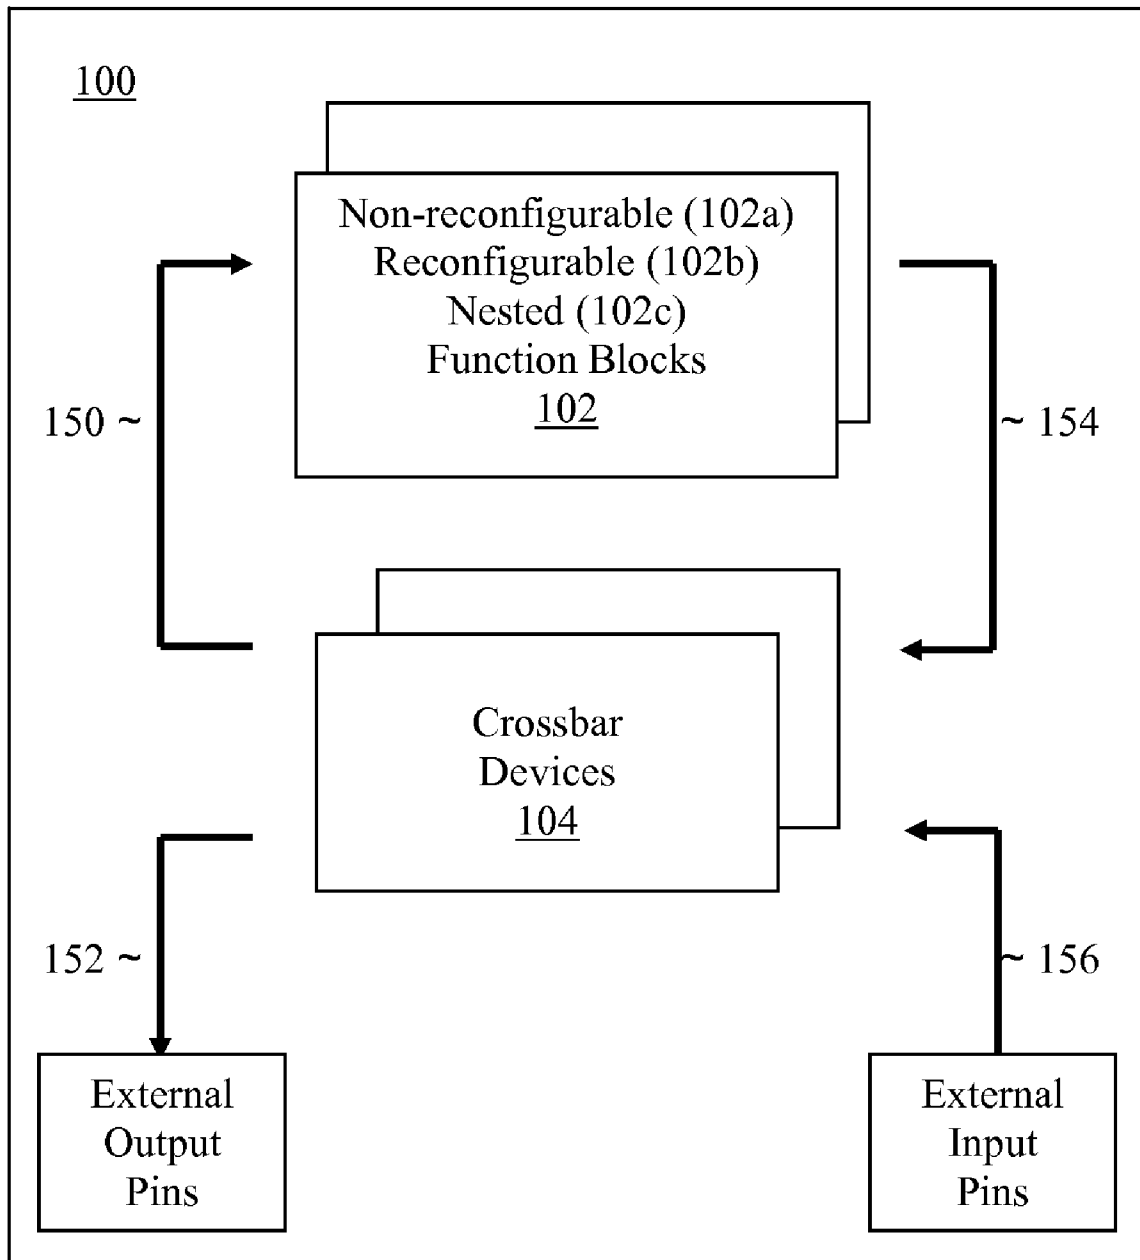 100
Non-reconfigurable (102a)
Reconfigurable (102b)
Nested (102c)
Function Blocks
102
150 ~
~ 154
Crossbar
Devices
104
152 ~
~ 156
External
Output
Pins
External
Input
Pins